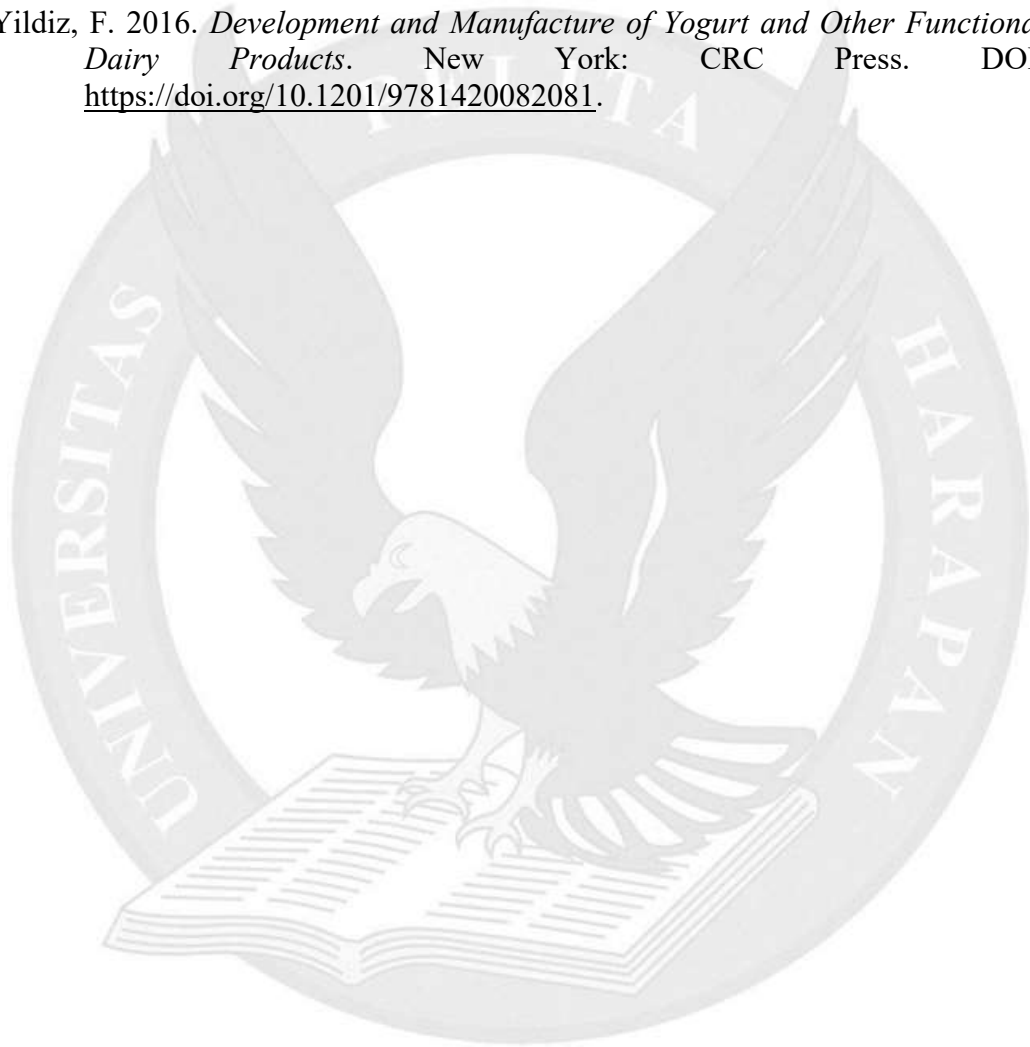 Yildiz, F. 2016. Development and Manufacture of Yogurt and Other Functiona
Dairy Products. New York: CRC Press. DO
https://doi.org/10.1201/9781420082081.
UNIVERSITAS PELITA HARAPAN